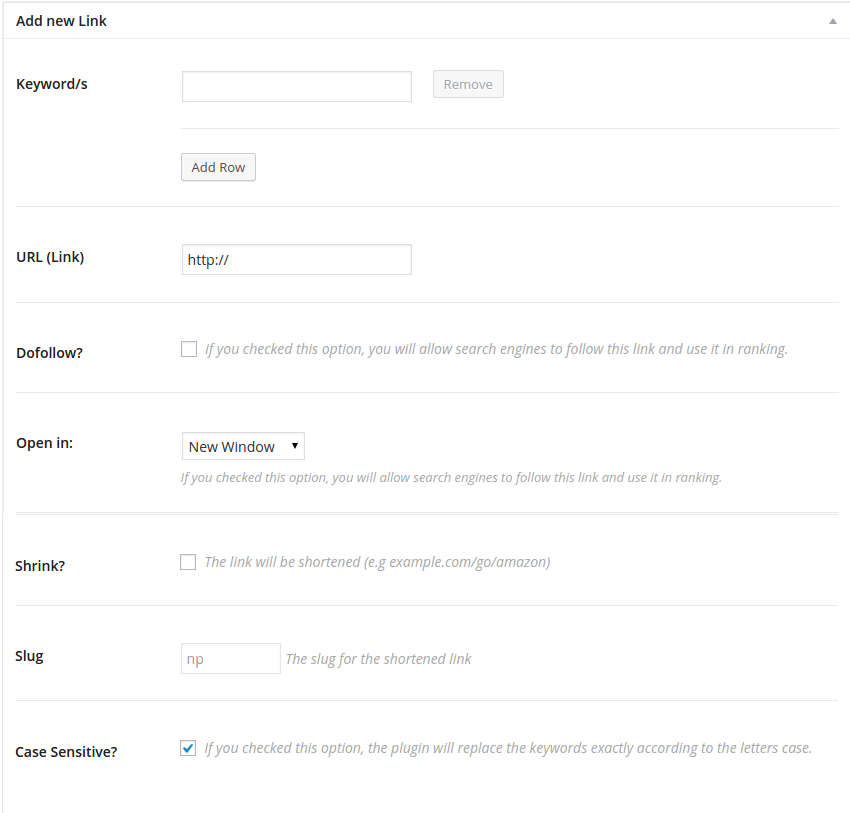 Add new Link
Keyword/s
Remove
Add Row
URL (Link)
http://
Dofollow?
If you checked this option, you will allow search engines to follow this link and use it in ranking.
Open in:
New Window
If you checked this option, you will allow search engines to follow this link and use it in ranking.
Shrink?
The link will be shortened (e.g example.com/go/amazon)
Slug
np
The slug for the shortened link
Case Sensitive?
If you checked this option, the plugin will replace the keywords exactly according to the letters case.